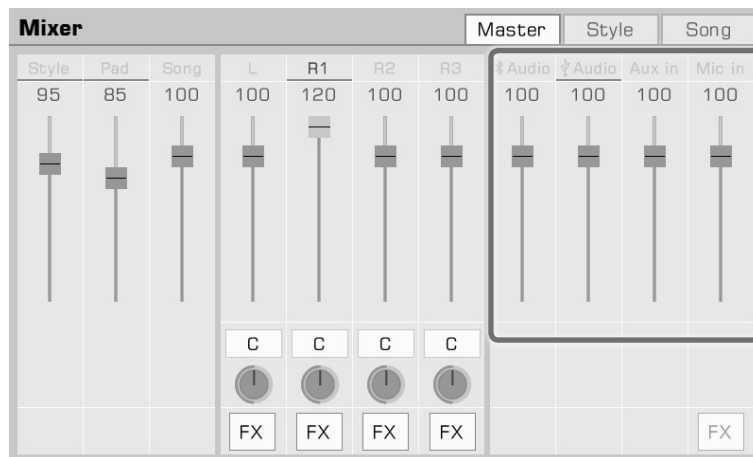 Mixer Master Style Song
Style Pad Song L R1 R2 R3 Audio Audio Aux in Mic in
95 85 100 100 120 100 100 100 100 100 100
C C C C
FX FX FX FX FX